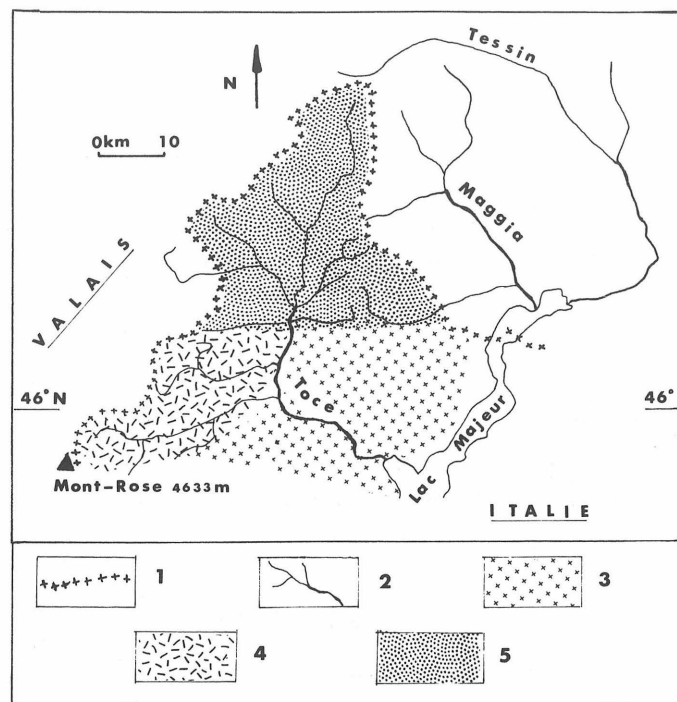 Tessin
N
0km 10
Maggia
VALAIS
46°N
46°
Toce
Lac Majeur
Mont-Rose 4633m
ITALIE
1
2
3
4
5